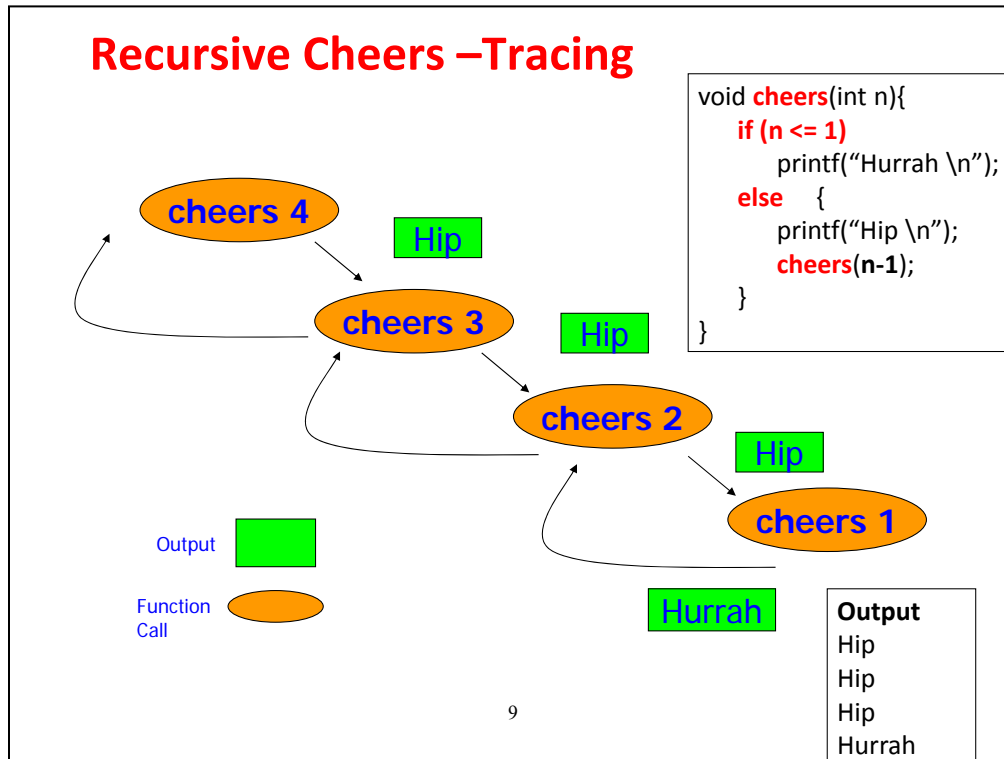 Recursive Cheers –Tracing
void cheers(int n){
if (n <= 1)
printf(“Hurrah \n”);
else {
printf(“Hip \n”);
cheers(n-1);
}
}
cheers 4
Hip
cheers 3
Hip
cheers 2
Hip
cheers 1
Hurrah
Output
Function
Call
Output
Hip
Hip
Hip
Hurrah
9